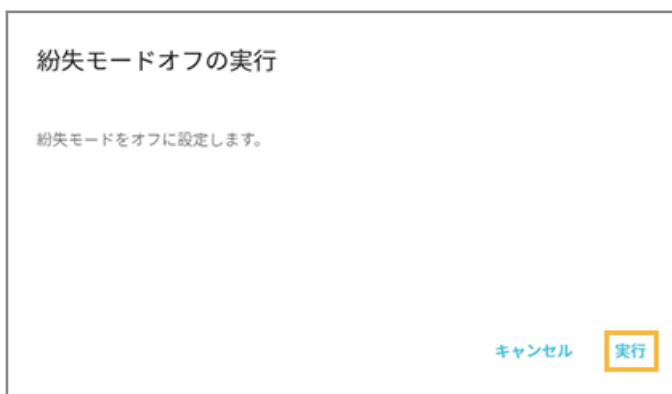 紛失モードオフの実行
紛失モードをオフに設定します。
キャンセル 実行